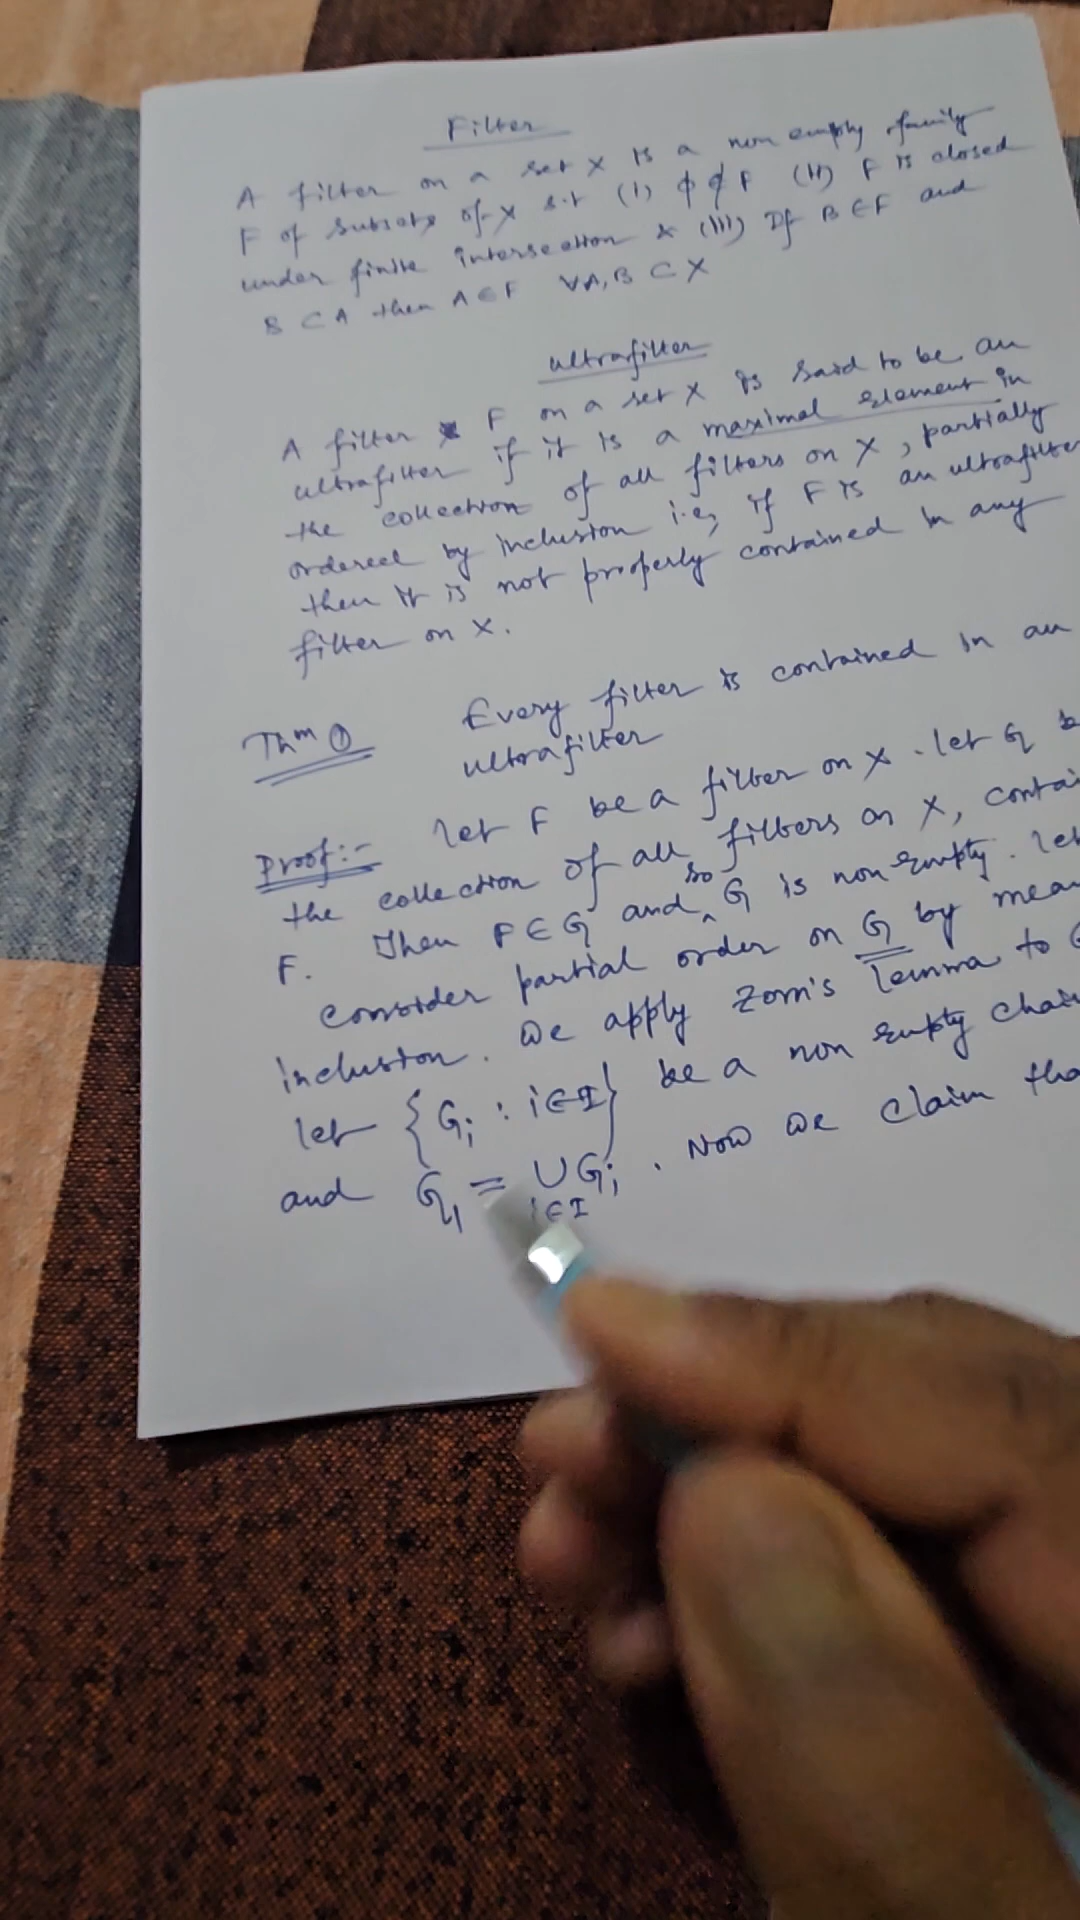 Filter
A filter on a set X is a non empty family
F of subsets of X s.t (i) ϕ ∉ F (ii) F is closed
under finite intersection & (iii) If B ∈ F and
B ⊂ A then A ∈ F ∀A, B ⊂ X
ultrafilter
A filter F on a set X is said to be an
ultrafilter if it is a maximal element in
the collection of all filters on X, partially
ordered by inclusion i.e, if F is an ultrafilter
then it is not properly contained in any
filter on X.
Thm ① Every filter is contained in an
ultrafilter
Proof:- let F be a filter on X. let G
the collection of all filters on X,
F. Then F ∈ G and so G is non empty. let
consider partial order on G by
inclusion. We apply Zorn's lemma to
let {Gi : i ∈ I} be a non empty chain
and G1 = ∪ Gi. Now we claim
i ∈ I